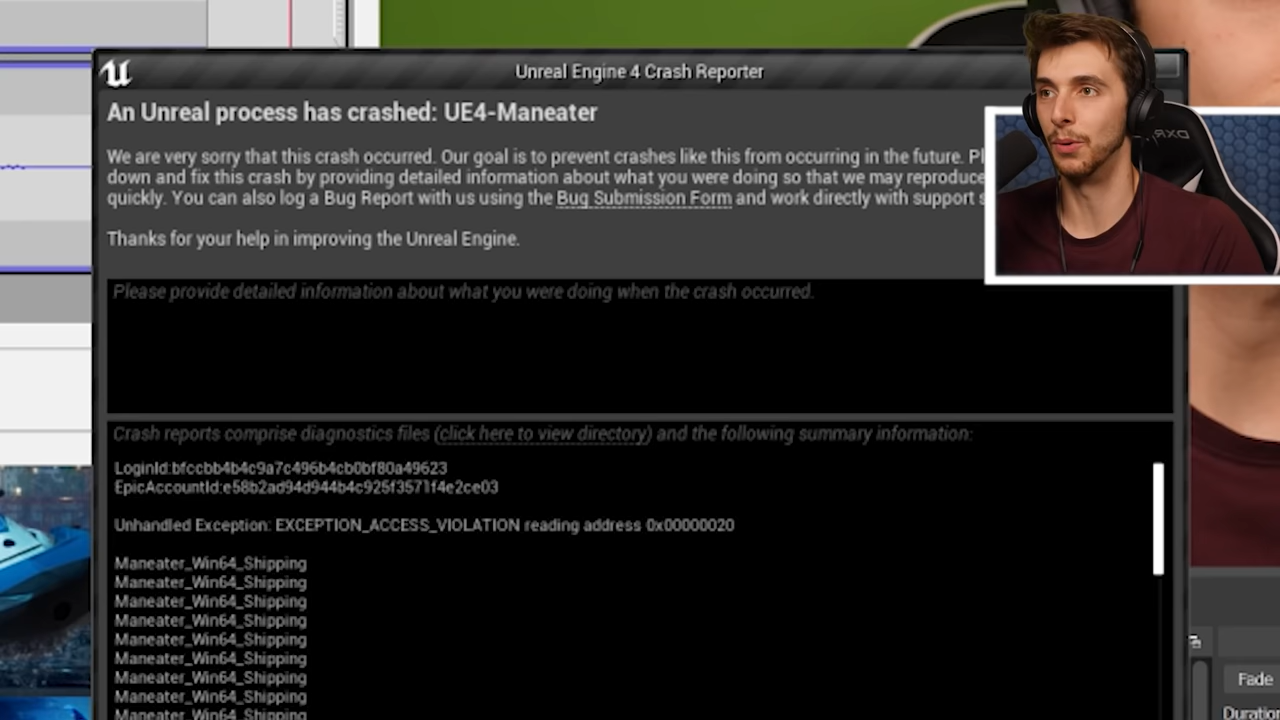 Unreal Engine 4 Crash Reporter
An Unreal process has crashed: UE4-Maneater
We are very sorry that this crash occurred. Our goal is to prevent crashes like this from occurring in the future.
down and fix this crash by providing detailed information about what you were doing so that we may reproduce
quickly. You can also log a Bug Report with us using the Bug Submission Form and work directly with support
Thanks for your help in improving the Unreal Engine.
Please provide detailed information about what you were doing when the crash occurred.
Crash reports comprise diagnostics files (click here to view directory) and the following summary information:
LoginId:bfccbb4b4c9a7c496b4cb0bf80a49623
EpicAccountId:e58b2ad94d944b4c925f3571f4e2ce03
Unhandled Exception: EXCEPTION_ACCESS_VIOLATION reading address 0x00000020
Maneater_Win64_Shipping
Maneater_Win64_Shipping
Maneater_Win64_Shipping
Maneater_Win64_Shipping
Maneater_Win64_Shipping
Maneater_Win64_Shipping
Maneater_Win64_Shipping
Maneater_Win64_Shipping
Maneater_Win64_Shipping
DXR
Fade
Duration